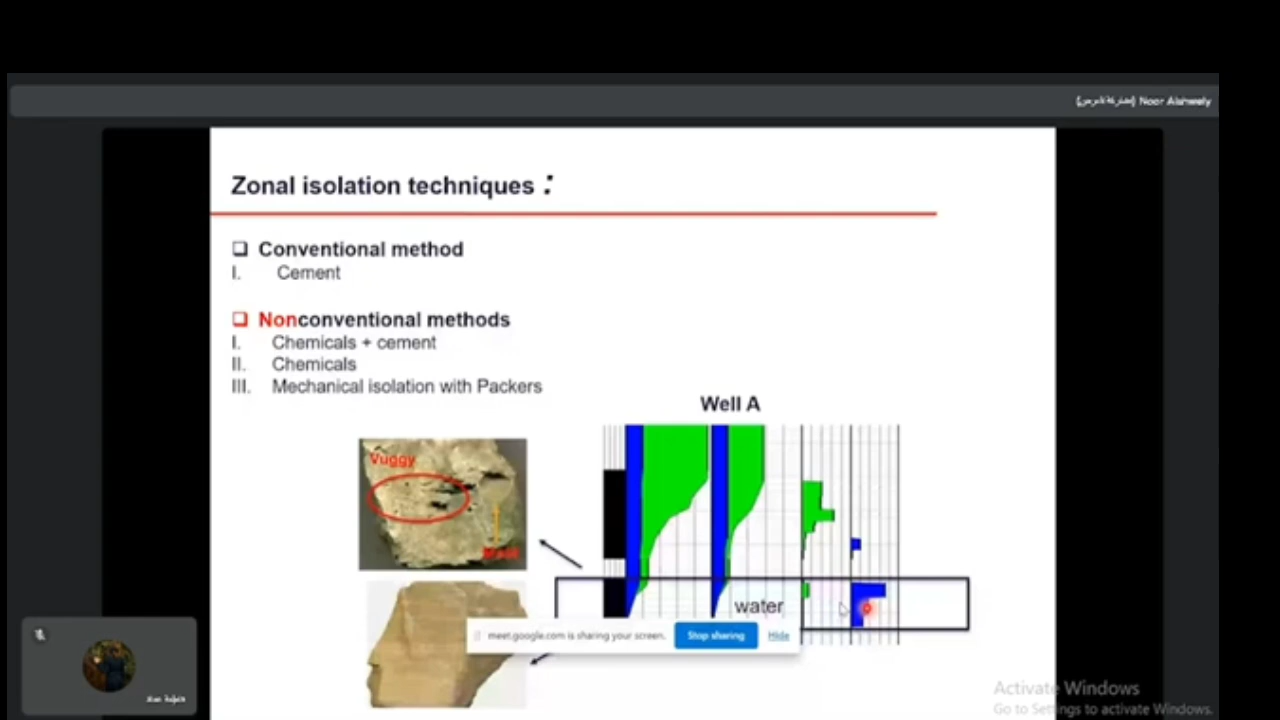 Noor Alshwely
Zonal isolation techniques :
Conventional method
I. Cement
Nonconventional methods
I. Chemicals + cement
II. Chemicals
III. Mechanical isolation with Packers
Well A
Vuggy
water
meet.google.com is sharing your screen.
Stop sharing
Hide
Activate Windows
Go to Settings to activate Windows.